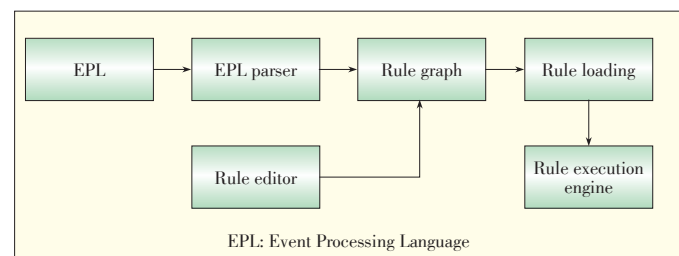 EPL
EPL parser
Rule graph
Rule loading
Rule editor
Rule execution
engine
EPL: Event Processing Language